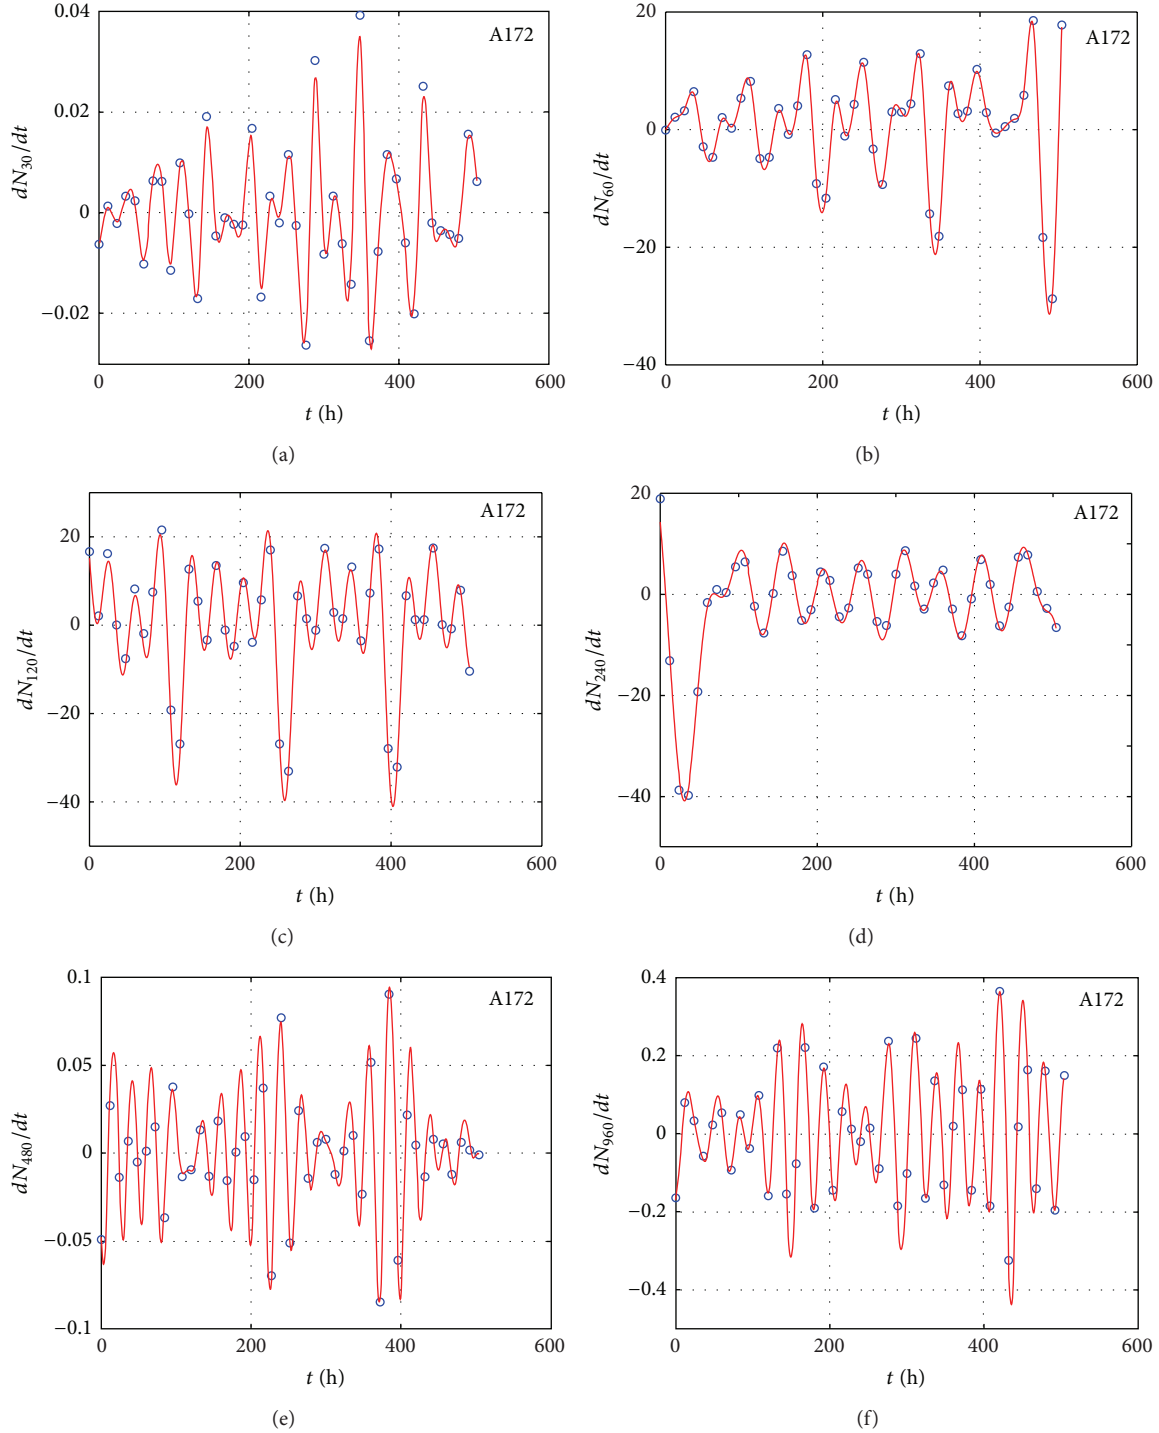 0.04
0.02
0
−0.02
dN30/dt
A172
0 200 400 600
t (h)
(a)
20
0
−20
−40
dN60/dt
A172
0 200 400 600
t (h)
(b)
20
0
−20
−40
dN120/dt
A172
0 200 400 600
t (h)
(c)
20
0
−20
−40
dN240/dt
A172
0 200 400 600
t (h)
(d)
0.1
0.05
0
−0.05
−0.1
dN480/dt
A172
0 200 400 600
t (h)
(e)
0.4
0.2
0
−0.2
−0.4
dN960/dt
A172
0 200 400 600
t (h)
(f)